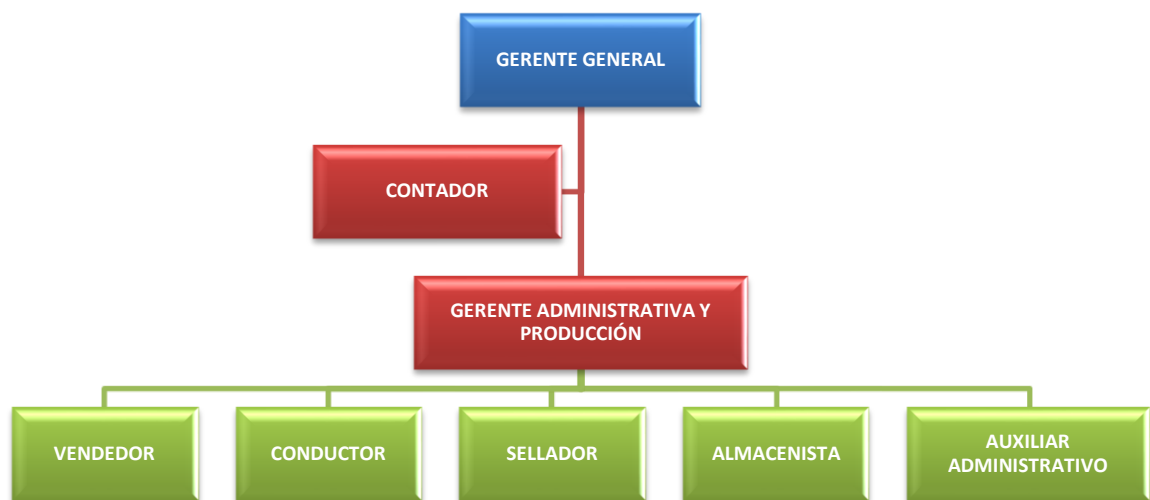 GERENTE GENERAL
CONTADOR
GERENTE ADMINISTRATIVA Y
PRODUCCIÓN
VENDEDOR
CONDUCTOR
SELLADOR
ALMACENISTA
AUXILIAR
ADMINISTRATIVO